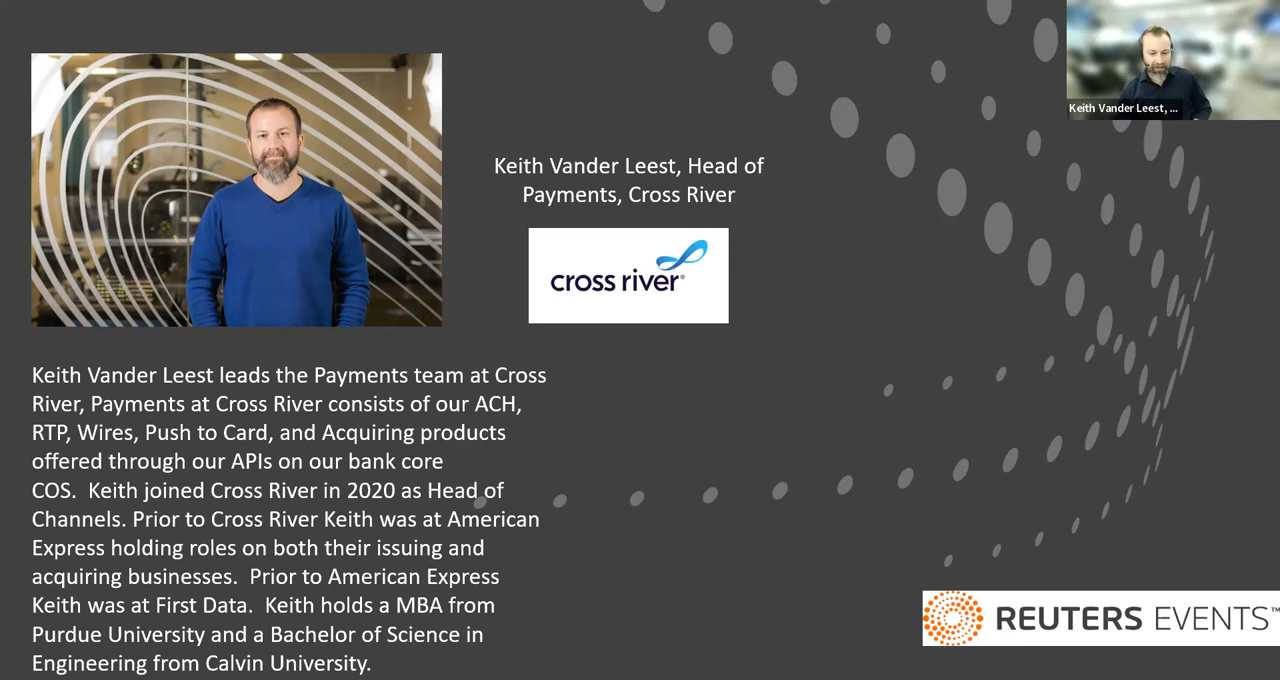 Keith Vander Leest, ...
Keith Vander Leest, Head of
Payments, Cross River
cross river®
Keith Vander Leest leads the Payments team at Cross
River, Payments at Cross River consists of our ACH,
RTP, Wires, Push to Card, and Acquiring products
offered through our APIs on our bank core
COS.  Keith joined Cross River in 2020 as Head of
Channels. Prior to Cross River Keith was at American
Express holding roles on both their issuing and
acquiring businesses.  Prior to American Express
Keith was at First Data.  Keith holds a MBA from
Purdue University and a Bachelor of Science in
Engineering from Calvin University.
REUTERS EVENTS™